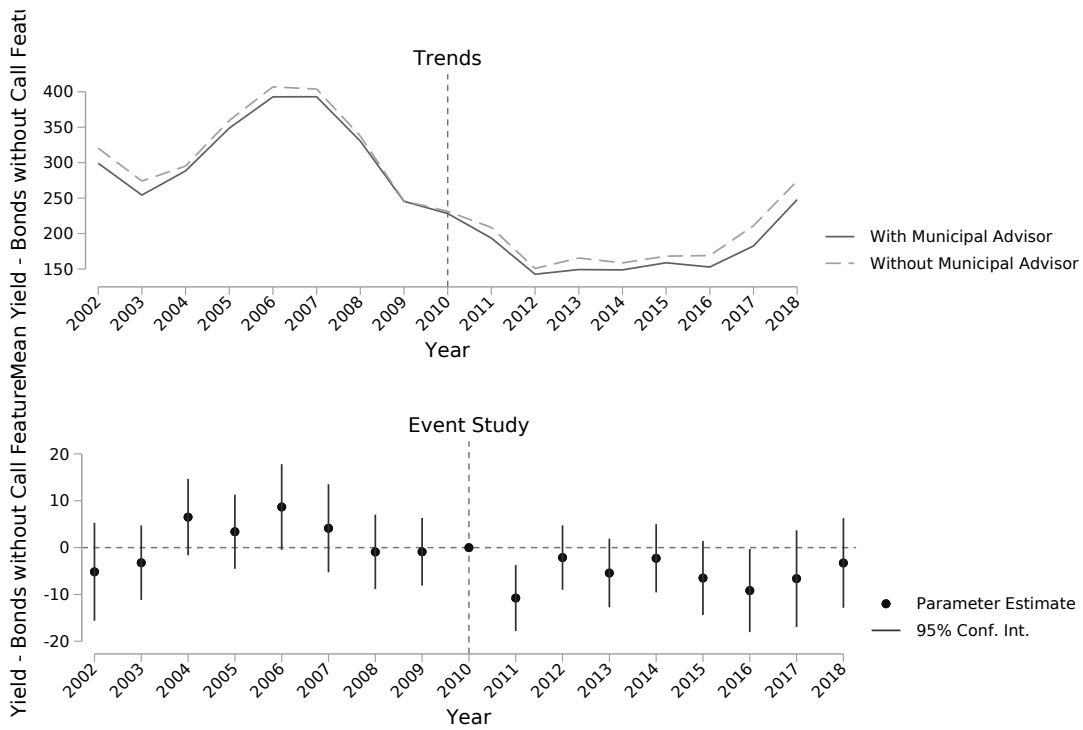 Mean Yield - Bonds without Call
Trends
400
350
300
250
200
150
2002 2003 2004 2005 2006 2007 2008 2009 2010 2011 2012 2013 2014 2015 2016 2017 2018
Year
With Municipal Advisor
Without Municipal Advisor
Yield - Bonds without Call Feature
Event Study
20
10
0
-10
-20
2002 2003 2004 2005 2006 2007 2008 2009 2010 2011 2012 2013 2014 2015 2016 2017 2018
Year
Parameter Estimate
95% Conf. Int.